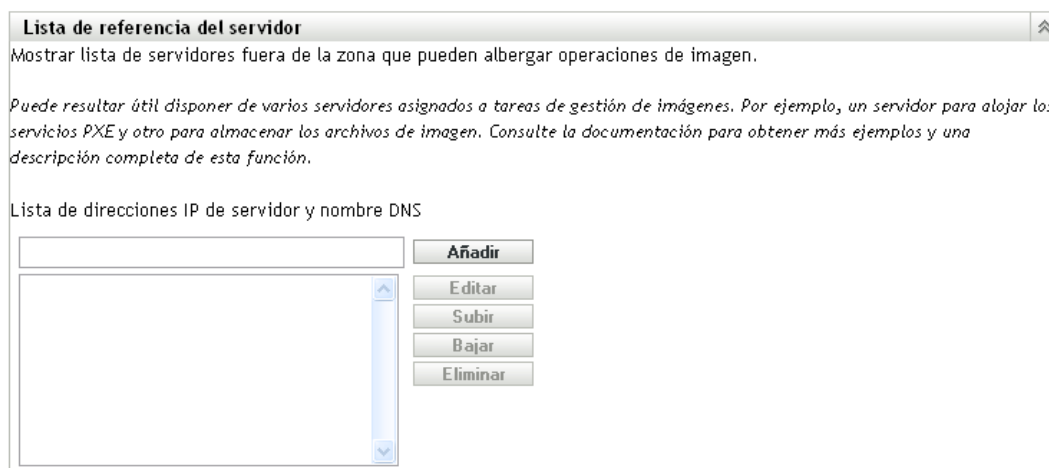 Lista de referencia del servidor
Mostrar lista de servidores fuera de la zona que pueden albergar operaciones de imagen.
Puede resultar útil disponer de varios servidores asignados a tareas de gestión de imágenes. Por ejemplo, un servidor para alojar los
servicios PXE y otro para almacenar los archivos de imagen. Consulte la documentación para obtener más ejemplos y una
descripción completa de esta función.
Lista de direcciones IP de servidor y nombre DNS
Añadir
Editar
Subir
Bajar
Eliminar